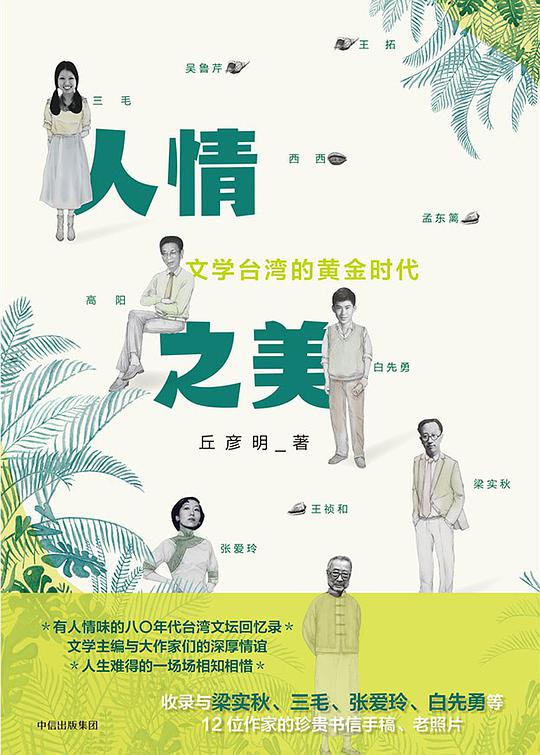 王 拓
吴鲁芹
三 毛
人情
西 西
孟东篱
文学台湾的黄金时代
高 阳
之美
白先勇
丘彦明_著
梁实秋
王祯和
张爱玲
*有人情味的八〇年代台湾文坛回忆录*
文学主编与大作家们的深厚情谊
*人生难得的一场场相知相惜*
收录与梁实秋、三毛、张爱玲、白先勇等
12位作家的珍贵书信手稿、老照片
中信出版集团